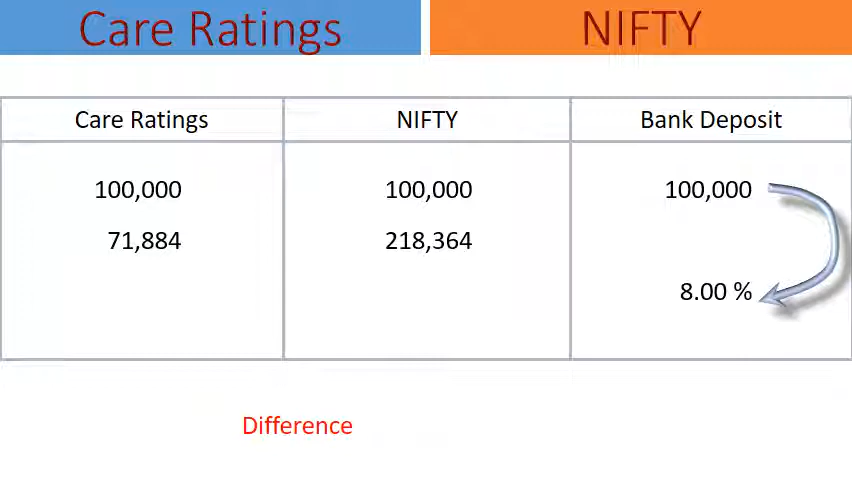 Care Ratings
NIFTY
Care Ratings
NIFTY
Bank Deposit
100,000
100,000
100,000
71,884
218,364
8.00 %
Difference